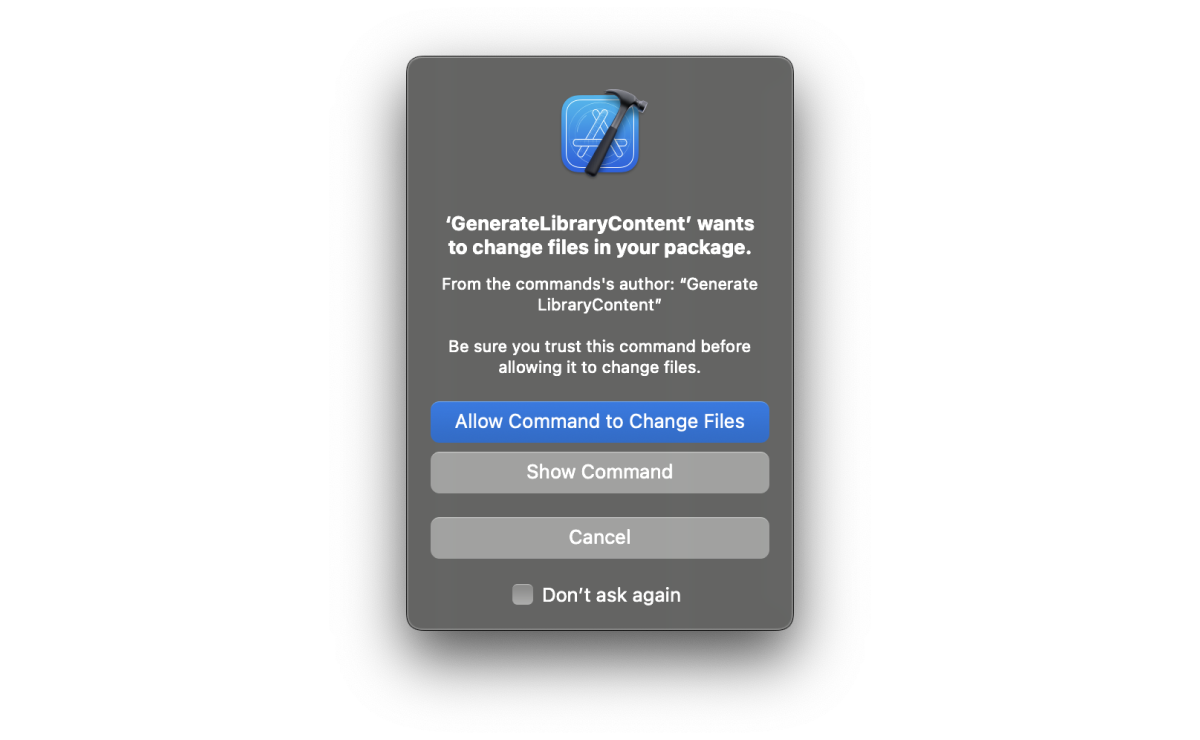 ‘GenerateLibraryContent’ wants
to change files in your package.
From the commands's author: “Generate
LibraryContent”
Be sure you trust this command before
allowing it to change files.
Allow Command to Change Files
Show Command
Cancel
Don’t ask again